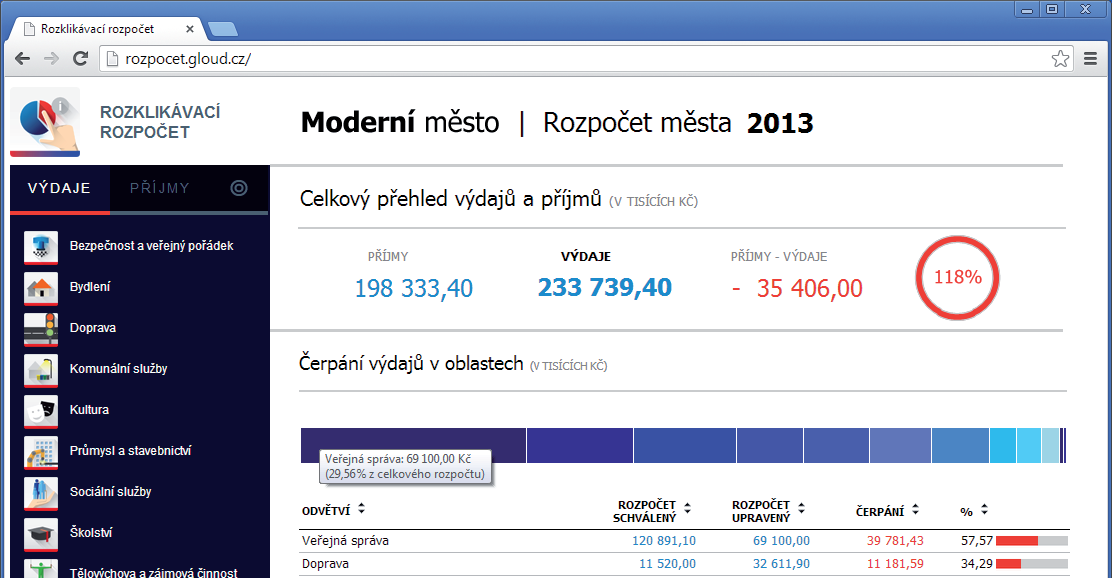 Rozklikávací rozpočet
rozpocet.gloud.cz/
ROZKLIKÁVACÍ
ROZPOČET
Moderní město | Rozpočet města 2013
VÝDAJE PŘÍJMY
Bezpečnost a veřejný pořádek
Bydlení
Doprava
Komunální služby
Kultura
Průmysl a stavebnictví
Sociální služby
Školství
Tělovýchova a zájmová činnost
Celkový přehled výdajů a příjmů (V TISÍCÍCH KČ)
PŘÍJMY VÝDAJE PŘÍJMY - VÝDAJE
198 333,40 233 739,40 - 35 406,00 118%
Čerpání výdajů v oblastech (V TISÍCÍCH KČ)
Veřejná správa: 69 100,00 Kč
(29,56% z celkového rozpočtu)
ODVĚTVÍ ROZPOČET SCHVÁLENÝ ROZPOČET UPRAVENÝ ČERPÁNÍ %
Veřejná správa 120 891,10 69 100,00 39 781,43 57,57
Doprava 11 520,00 32 611,90 11 181,59 34,29